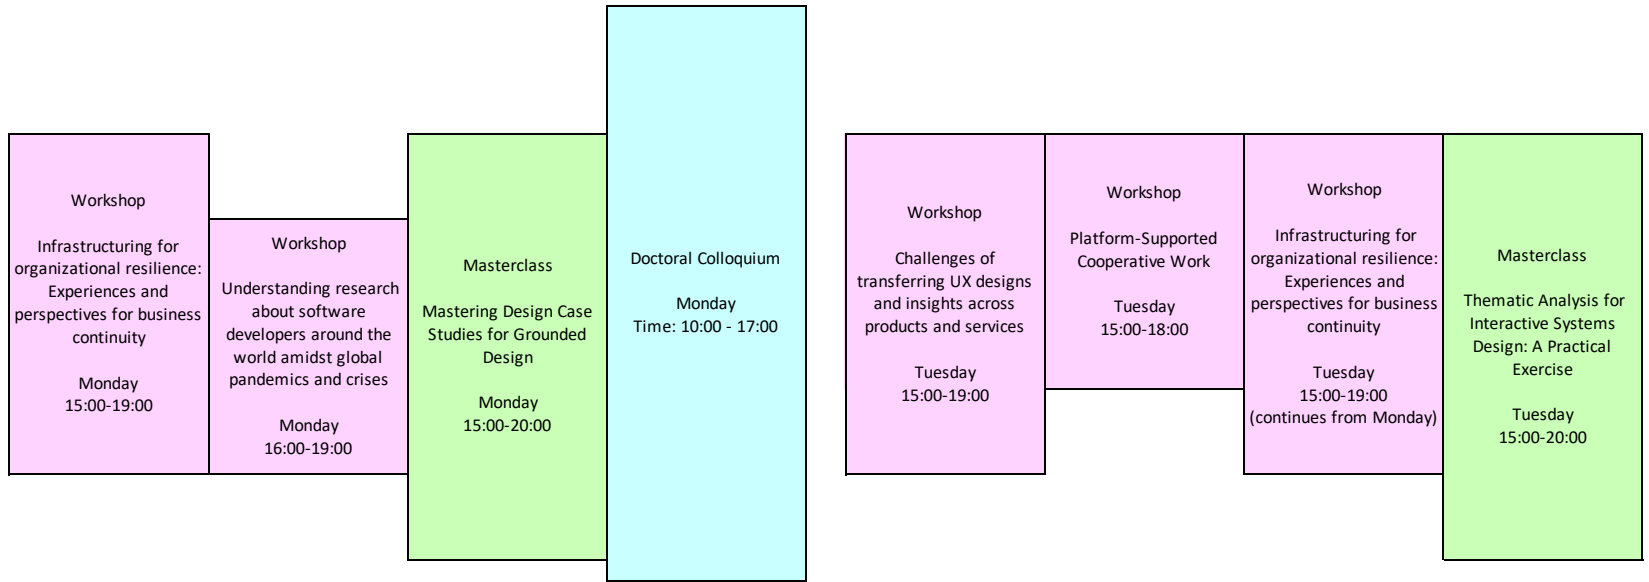 Workshop
Infrastructuring for
organizational resilience:
Experiences and
perspectives for business
continuity
Monday
15:00-19:00
Workshop
Understanding research
about software
developers around the
world amidst global
pandemics and crises
Monday
16:00-19:00
Masterclass
Mastering Design Case
Studies for Grounded
Design
Monday
15:00-20:00
Doctoral Colloquium
Monday
Time: 10:00 - 17:00
Workshop
Challenges of
transferring UX designs
and insights across
products and services
Tuesday
15:00-19:00
Workshop
Platform-Supported
Cooperative Work
Tuesday
15:00-18:00
Workshop
Infrastructuring for
organizational resilience:
Experiences and
perspectives for business
continuity
Tuesday
15:00-19:00
(continues from Monday)
Masterclass
Thematic Analysis for
Interactive Systems
Design: A Practical
Exercise
Tuesday
15:00-20:00